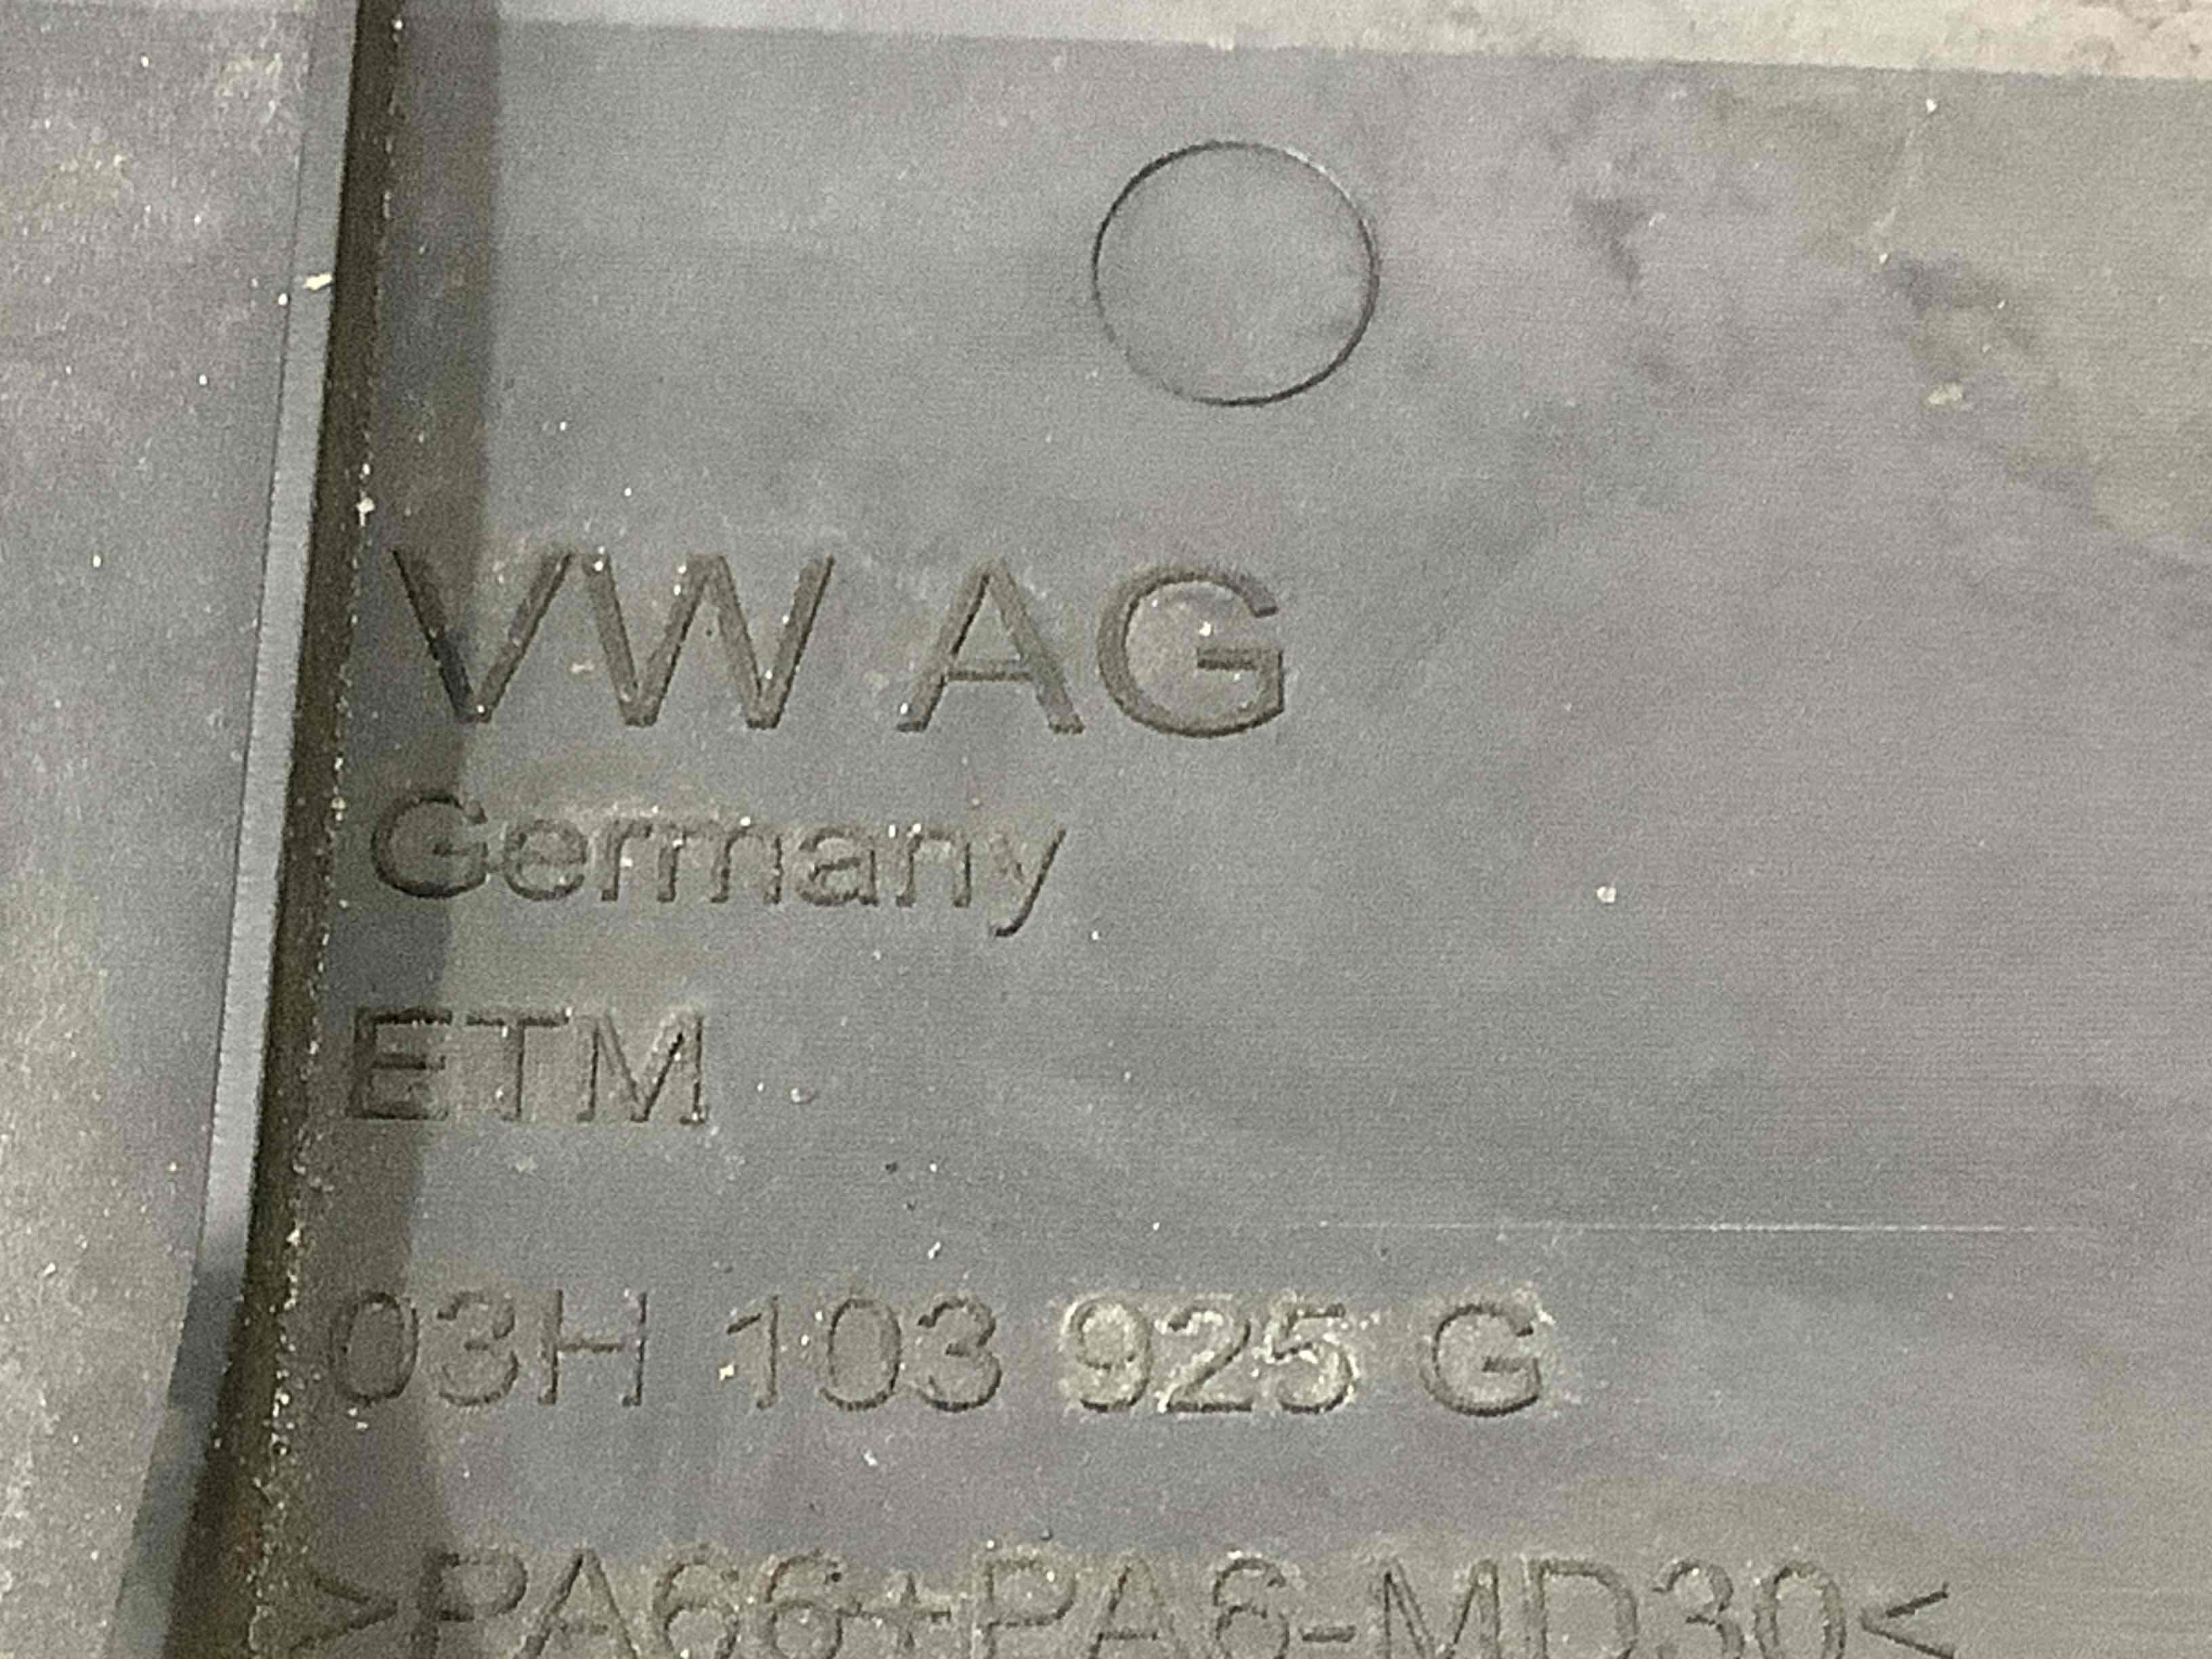 VW AG
Germany
ETM
03H 103 925 G
>PA66+PA6-MD30<